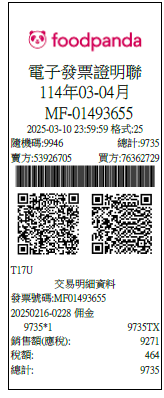 foodpanda
電子發票證明聯
114年03-04月
MF-01493655
2025-03-10 23:59:59 格式:25
隨機碼:9946 總計:9735
賣方:53926705 買方:76362729
T17U
交易明細資料
發票號碼:MF01493655
20250216-0228 佣金
9735*1 9735TX
銷售額(應稅): 9271
稅額: 464
總計: 9735